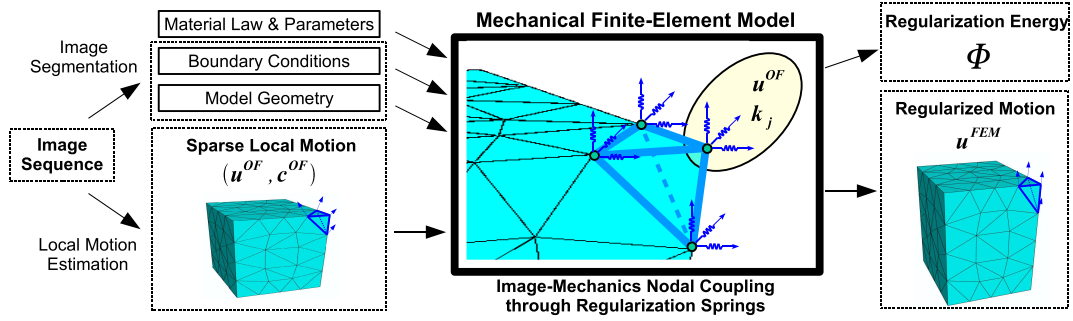 Image
Sequence
Image
Segmentation
Local Motion
Estimation
Material Law & Parameters
Boundary Conditions
Model Geometry
Sparse Local Motion
(u^OF , c^OF)
Mechanical Finite-Element Model
u^OF
k_j
Image-Mechanics Nodal Coupling
through Regularization Springs
Regularization Energy
Φ
Regularized Motion
u^FEM